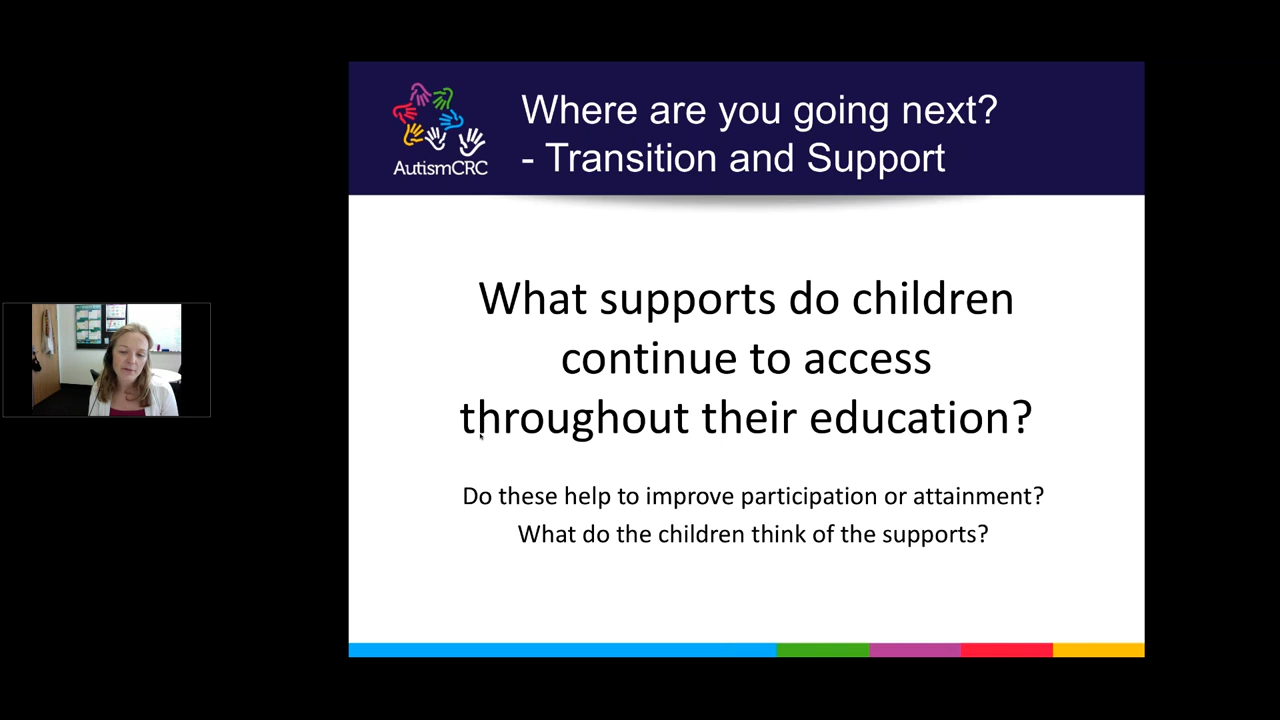 AutismCRC
Where are you going next?
- Transition and Support
What supports do children
continue to access
throughout their education?
Do these help to improve participation or attainment?
What do the children think of the supports?